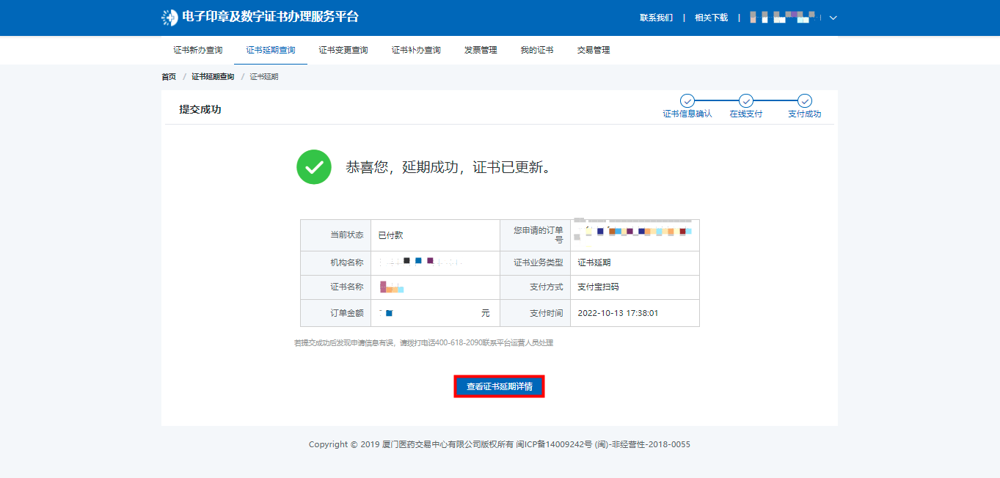 电子印章及数字证书办理服务平台
联系我们 | 相关下载 |
证书新办查询 证书延期查询 证书变更查询 证书补办查询 发票管理 我的证书 交易管理
首页 / 证书延期查询 / 证书延期
提交成功
证书信息确认 在线支付 支付成功
恭喜您，延期成功，证书已更新。
当前状态 已付款 您申请的订单
号
机构名称 证书业务类型 证书延期
证书名称 支付方式 支付宝扫码
订单金额 元 支付时间 2022-10-13 17:38:01
若提交成功后发现申请信息有误，请拨打电话400-618-2090联系平台运营人员处理
查看证书延期详情
Copyright © 2019 厦门医药交易中心有限公司版权所有 闽ICP备14009242号 (闽)-非经营性-2018-0055